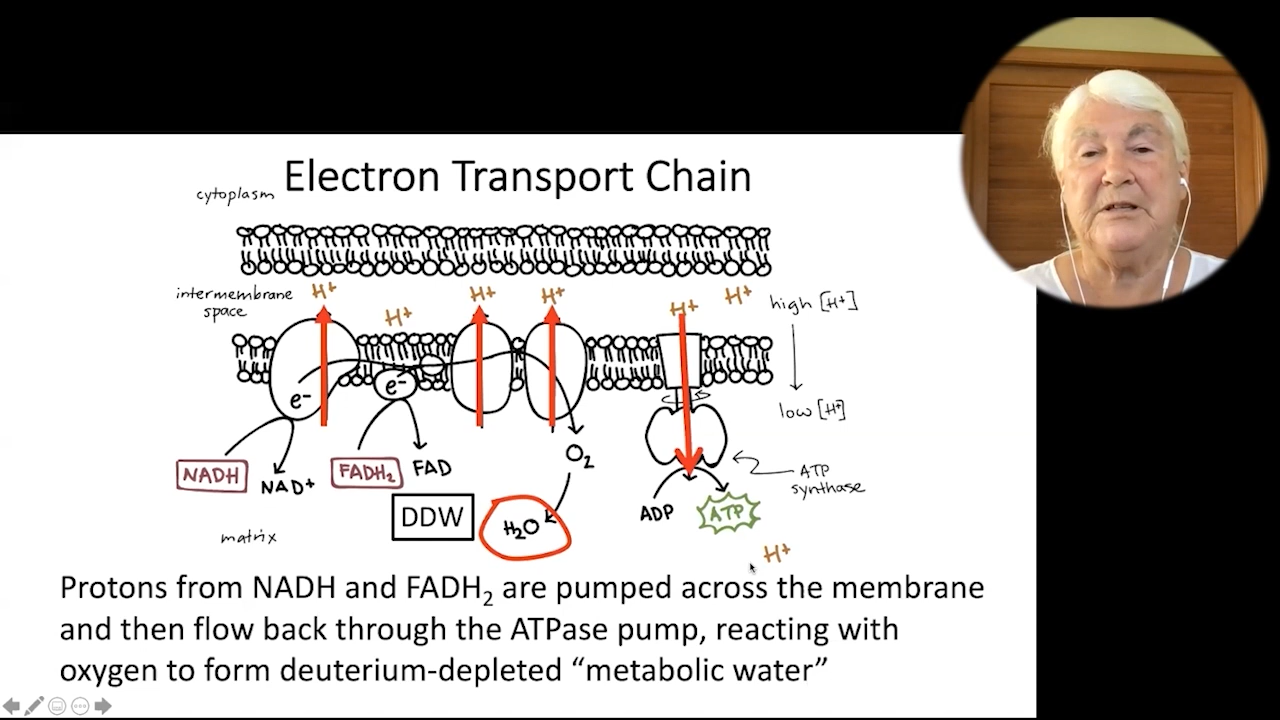 Electron Transport Chain
cytoplasm
intermembrane
space
H+
H+
H+
H+
H+
H+
high [H+]
low [H+]
e-
e-
NADH
NAD+
FADH₂
FAD
O₂
DDW
H₂O
ADP
ATP
ATP
synthase
matrix
H+
Protons from NADH and FADH₂ are pumped across the membrane
and then flow back through the ATPase pump, reacting with
oxygen to form deuterium-depleted “metabolic water”